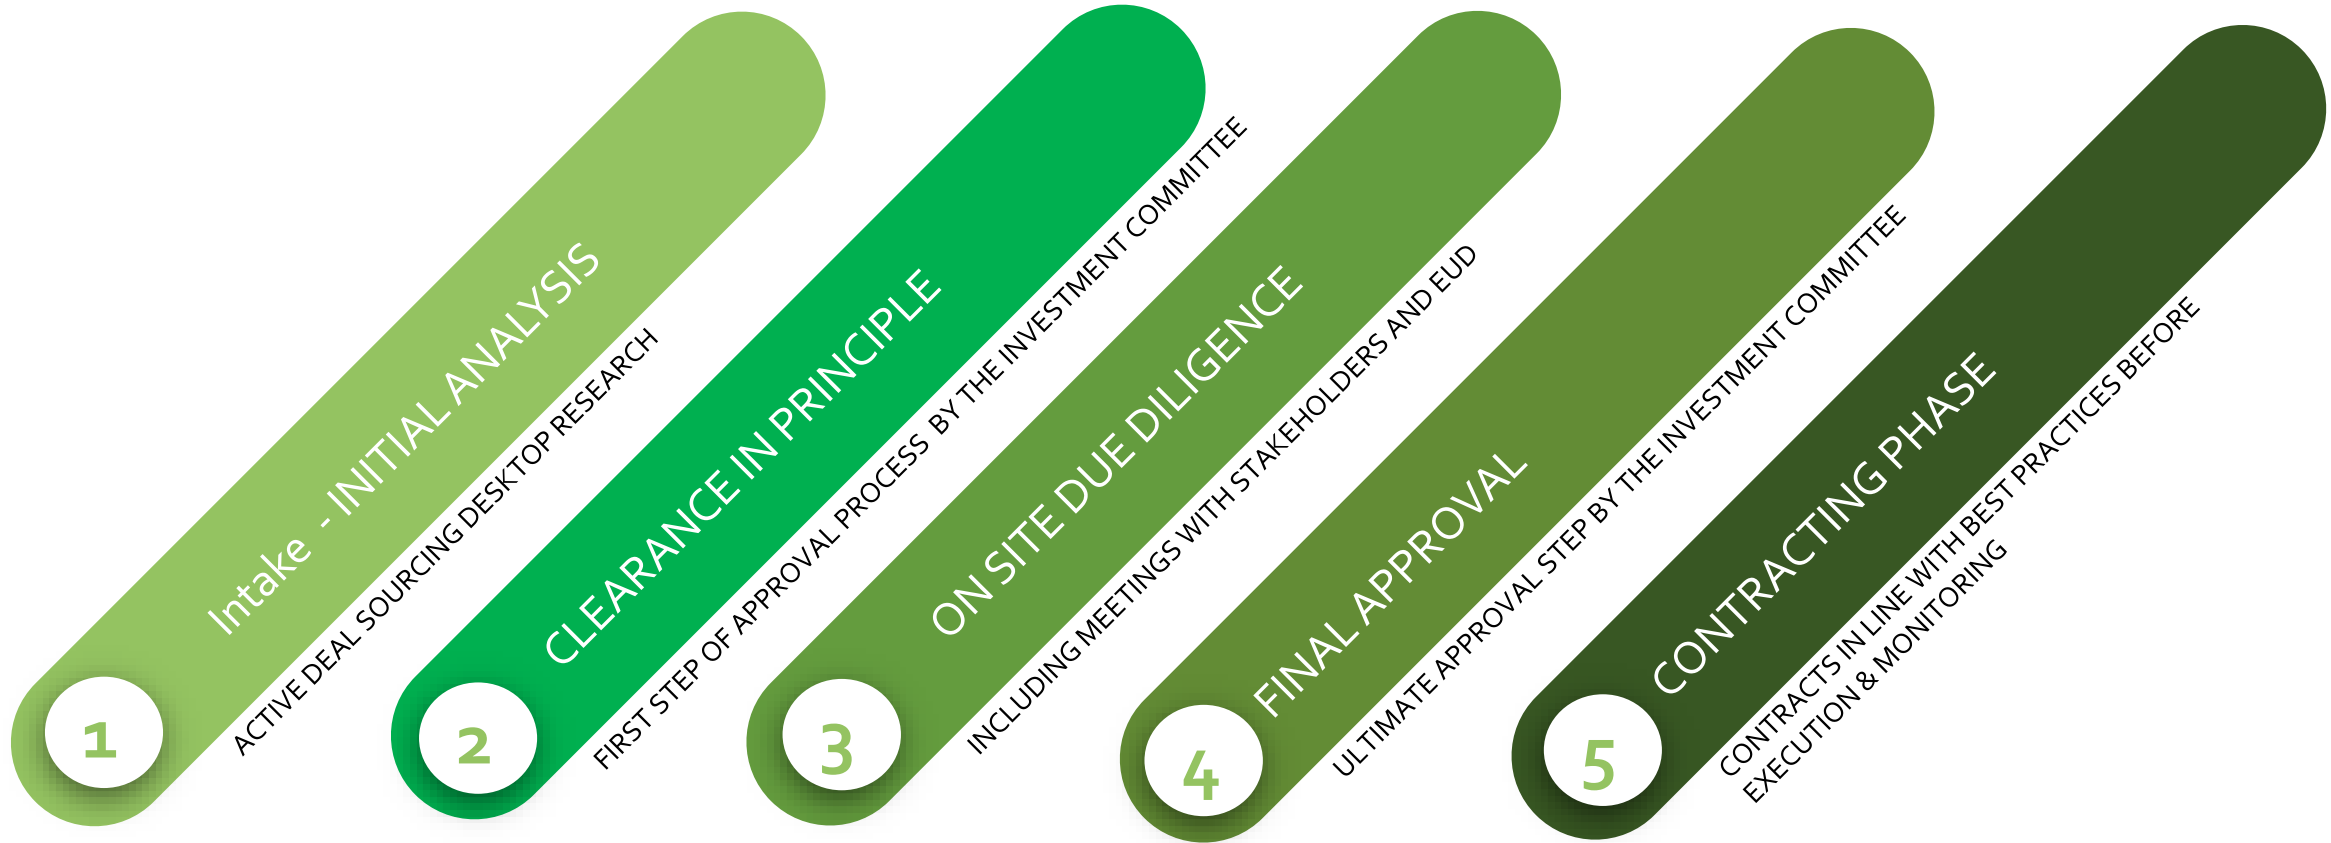 1
Intake - INITIAL ANALYSIS
ACTIVE DEAL SOURCING DESKTOP RESEARCH
2
CLEARANCE IN PRINCIPLE
FIRST STEP OF APPROVAL PROCESS BY THE INVESTMENT COMMITTEE
3
ON SITE DUE DILIGENCE
INCLUDING MEETINGS WITH STAKEHOLDERS AND EUD
4
FINAL APPROVAL
ULTIMATE APPROVAL STEP BY THE INVESTMENT COMMITTEE
5
CONTRACTING PHASE
CONTRACTS IN LINE WITH BEST PRACTICES BEFORE
EXECUTION & MONITORING